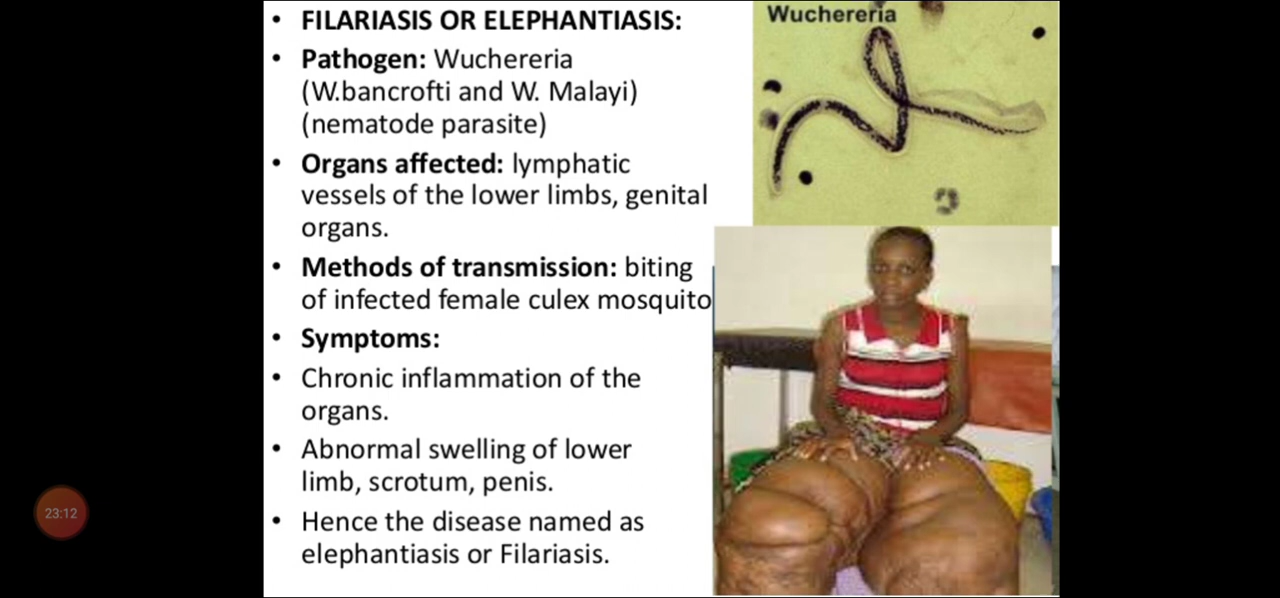 • FILARIASIS OR ELEPHANTIASIS:
• Pathogen: Wuchereria
(W.bancrofti and W. Malayi)
(nematode parasite)
• Organs affected: lymphatic
vessels of the lower limbs, genital
organs.
• Methods of transmission: biting
of infected female culex mosquito
• Symptoms:
• Chronic inflammation of the
organs.
• Abnormal swelling of lower
limb, scrotum, penis.
• Hence the disease named as
elephantiasis or Filariasis.
Wuchereria
23:12